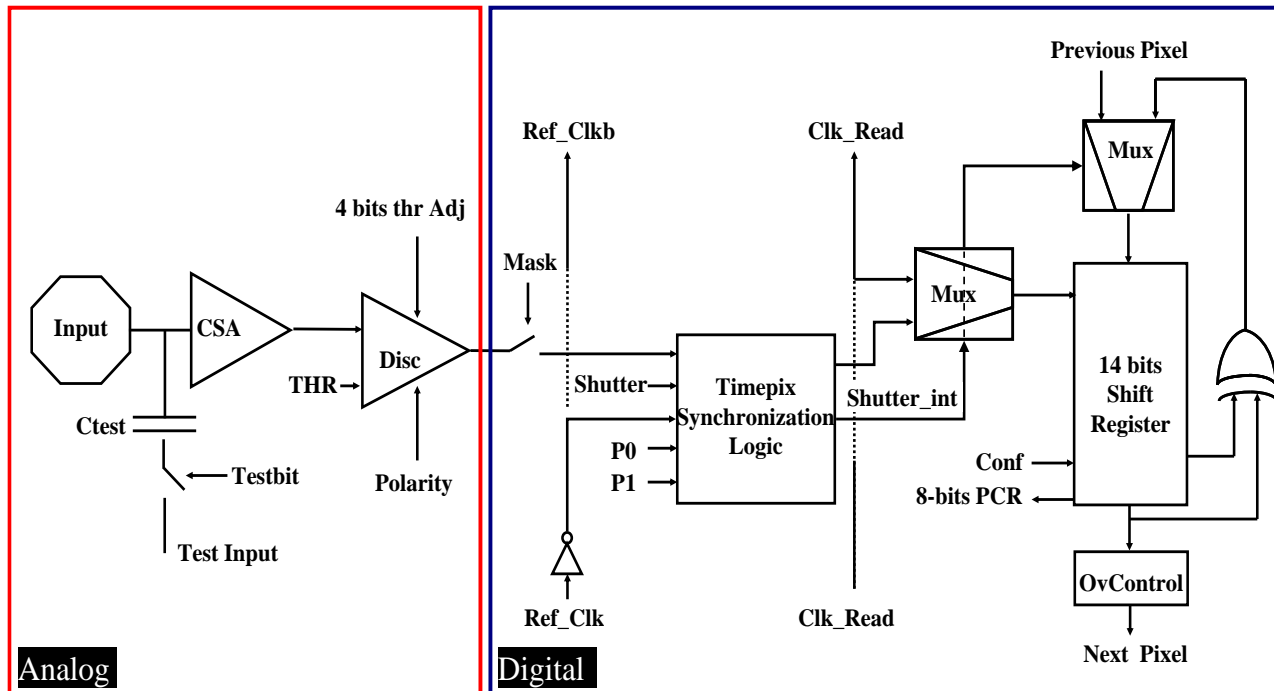 Previous Pixel
Ref_Clkb
Clk_Read
Mux
4 bits thr Adj
Mask
Input
CSA
Disc
Mux
THR
Shutter
Timepix
Synchronization
Logic
Shutter_int
14 bits
Shift
Register
Ctest
P0
P1
Testbit
Polarity
Conf
8-bits PCR
Test Input
OvControl
Ref_Clk
Clk_Read
Next Pixel
Analog
Digital